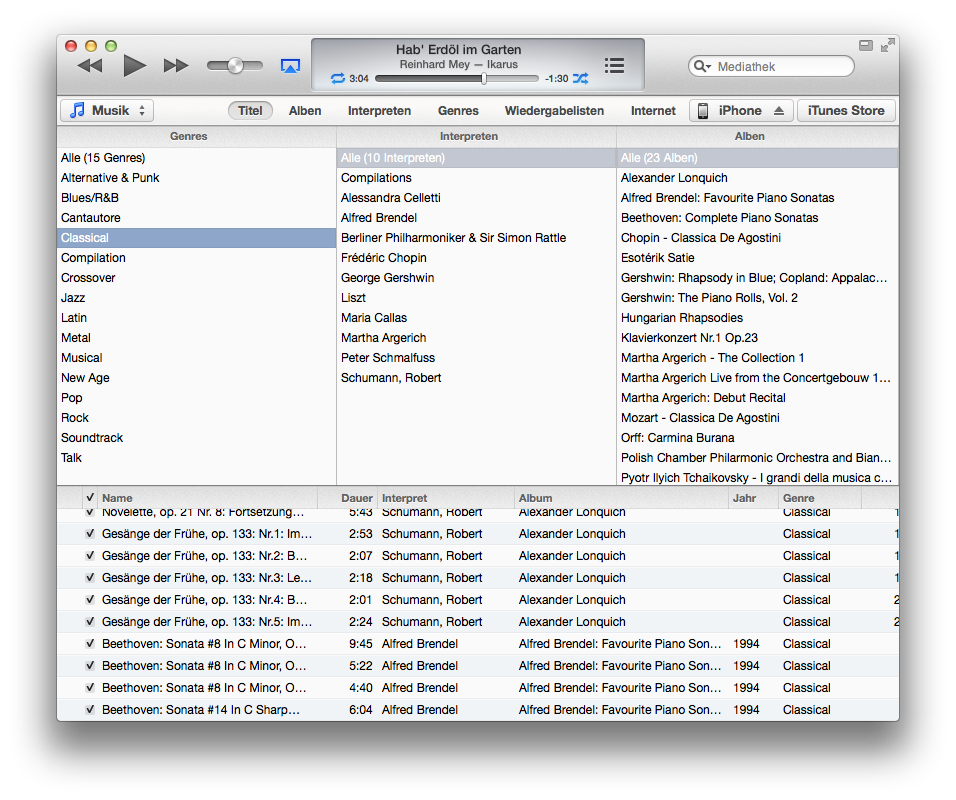 Hab' Erdöl im Garten
Reinhard Mey — Ikarus
3:04 -1:30
Mediathek
Musik Titel Alben Interpreten Genres Wiedergabelisten Internet iPhone iTunes Store
Genres Interpreten Alben
Alle (15 Genres) Alle (10 Interpreten) Alle (23 Alben)
Alternative & Punk Compilations Alexander Lonquich
Blues/R&B Alessandra Celletti Alfred Brendel: Favourite Piano Sonatas
Cantautore Alfred Brendel Beethoven: Complete Piano Sonatas
Classical Berliner Philharmoniker & Sir Simon Rattle Chopin - Classica De Agostini
Compilation Frédéric Chopin Esotérik Satie
Crossover George Gershwin Gershwin: Rhapsody in Blue; Copland: Appalac…
Jazz Liszt Gershwin: The Piano Rolls, Vol. 2
Latin Maria Callas Hungarian Rhapsodies
Metal Martha Argerich Klavierkonzert Nr.1 Op.23
Musical Peter Schmalfuss Martha Argerich - The Collection 1
New Age Schumann, Robert Martha Argerich Live from the Concertgebouw 1…
Pop Martha Argerich: Debut Recital
Rock Mozart - Classica De Agostini
Soundtrack Orff: Carmina Burana
Talk Polish Chamber Philarmonic Orchestra and Bian…
Pyotr Ilyich Tchaikovsky - I grandi della musica c…
Name Dauer Interpret Album Jahr Genre
Novelette, op. 21 Nr. 8: Fortsetzung… 5:43 Schumann, Robert Alexander Lonquich Classical 1
Gesänge der Frühe, op. 133: Nr.1: Im… 2:53 Schumann, Robert Alexander Lonquich Classical 1
Gesänge der Frühe, op. 133: Nr.2: B… 2:07 Schumann, Robert Alexander Lonquich Classical 1
Gesänge der Frühe, op. 133: Nr.3: Le… 2:18 Schumann, Robert Alexander Lonquich Classical 1
Gesänge der Frühe, op. 133: Nr.4: B… 2:01 Schumann, Robert Alexander Lonquich Classical 2
Gesänge der Frühe, op. 133: Nr.5: Im… 2:24 Schumann, Robert Alexander Lonquich Classical 2
Beethoven: Sonata #8 In C Minor, O… 9:45 Alfred Brendel Alfred Brendel: Favourite Piano Son… 1994 Classical
Beethoven: Sonata #8 In C Minor, O… 5:22 Alfred Brendel Alfred Brendel: Favourite Piano Son… 1994 Classical
Beethoven: Sonata #8 In C Minor, O… 4:40 Alfred Brendel Alfred Brendel: Favourite Piano Son… 1994 Classical
Beethoven: Sonata #14 In C Sharp… 6:04 Alfred Brendel Alfred Brendel: Favourite Piano Son… 1994 Classical